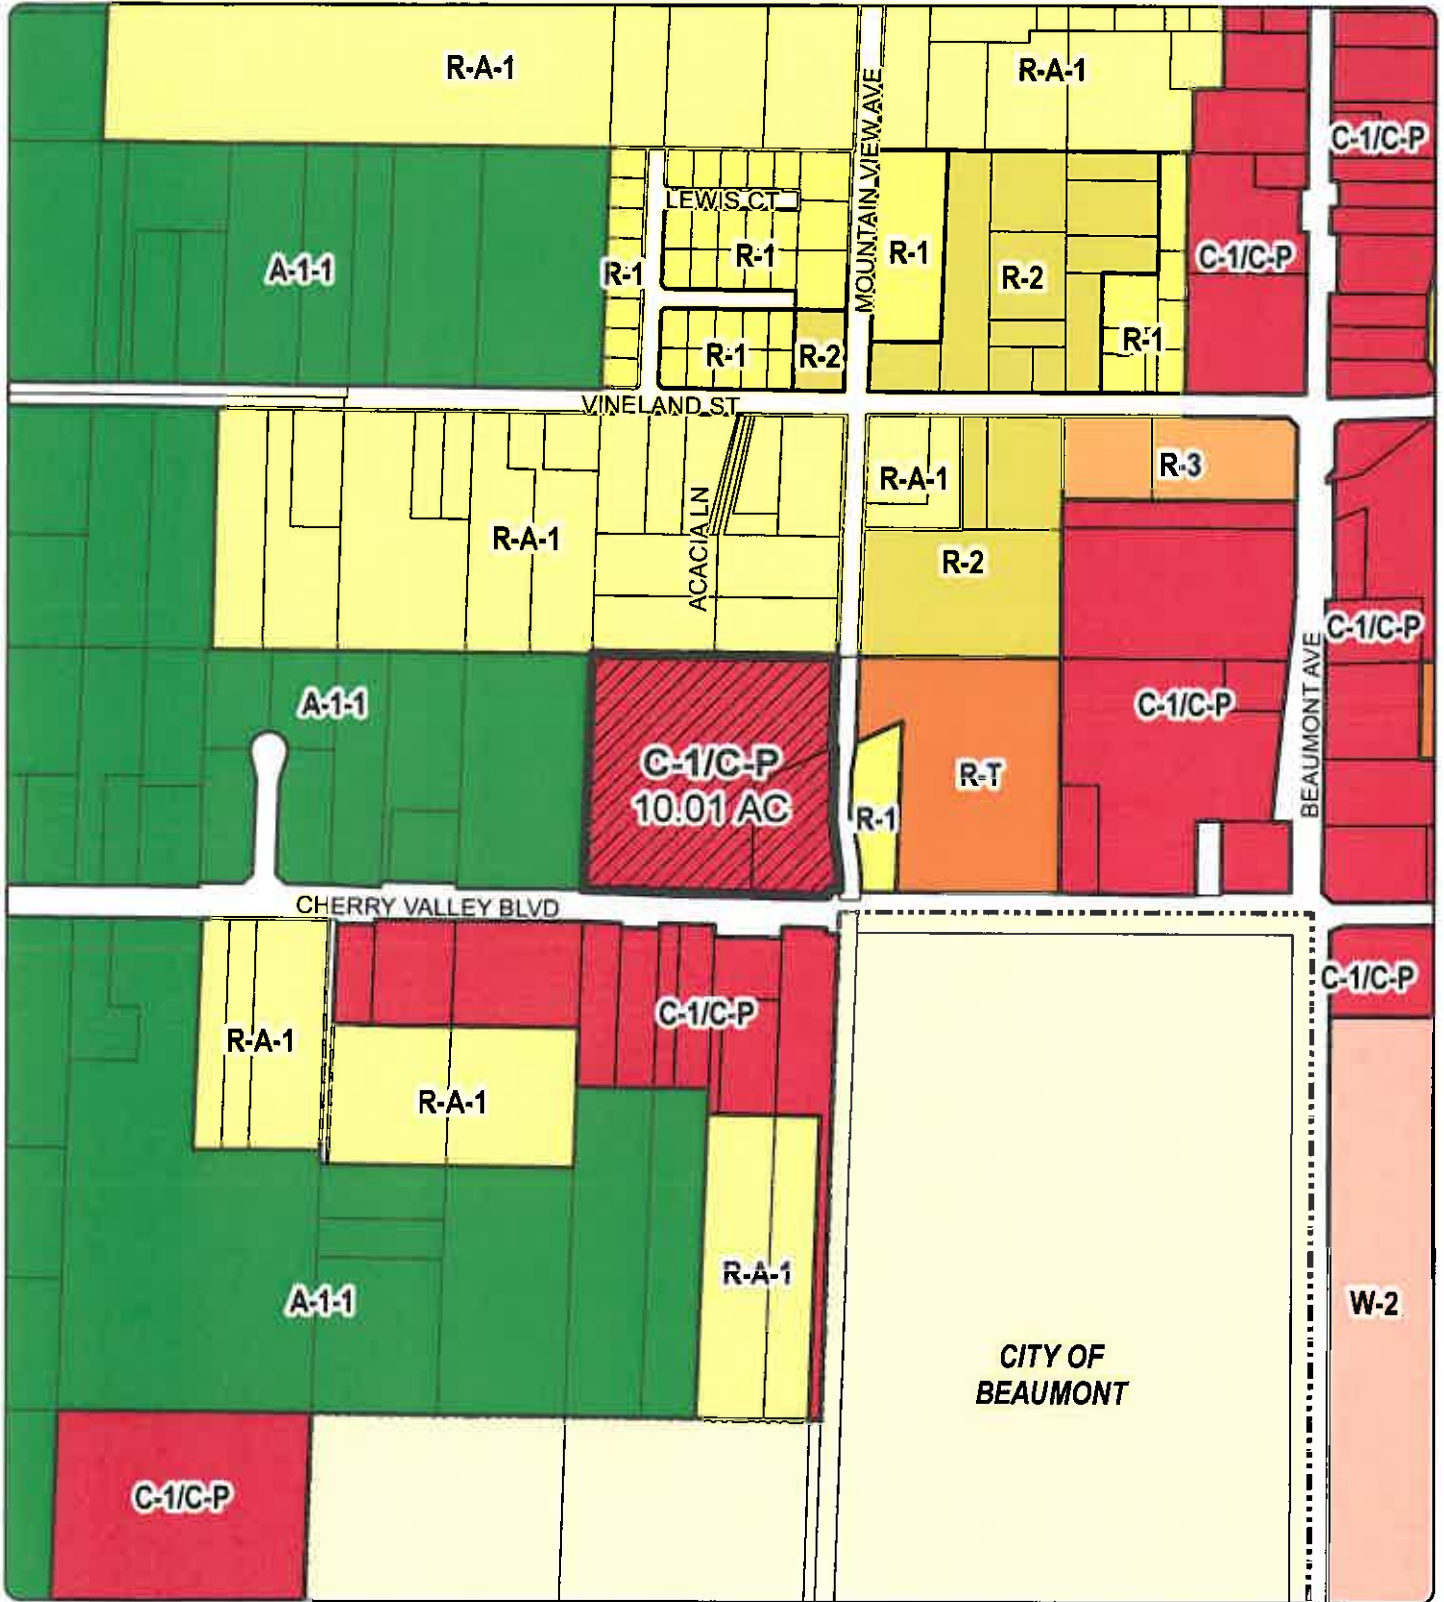 R-A-1
R-A-1
C-1/C-P
MOUNTAIN VIEW AVE
LEWIS CT
A-1-1
R-1
R-1
R-1
R-2
C-1/C-P
R-1
R-2
R-1
VINELAND ST
R-A-1
R-3
ACACIA LN
R-A-1
R-2
C-1/C-P
A-1-1
C-1/C-P
10.01 AC
R-1
R-T
C-1/C-P
BEAUMONT AVE
CHERRY VALLEY BLVD
R-A-1
C-1/C-P
C-1/C-P
R-A-1
A-1-1
R-A-1
W-2
CITY OF
BEAUMONT
C-1/C-P